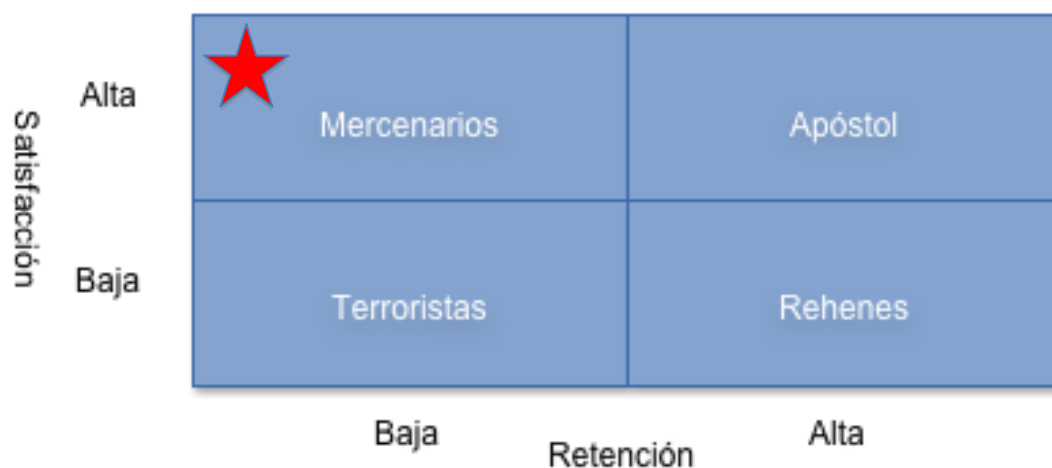 Satisfacción
Alta
Mercenarios
Apóstol
Baja
Terroristas
Rehenes
Baja
Alta
Retención